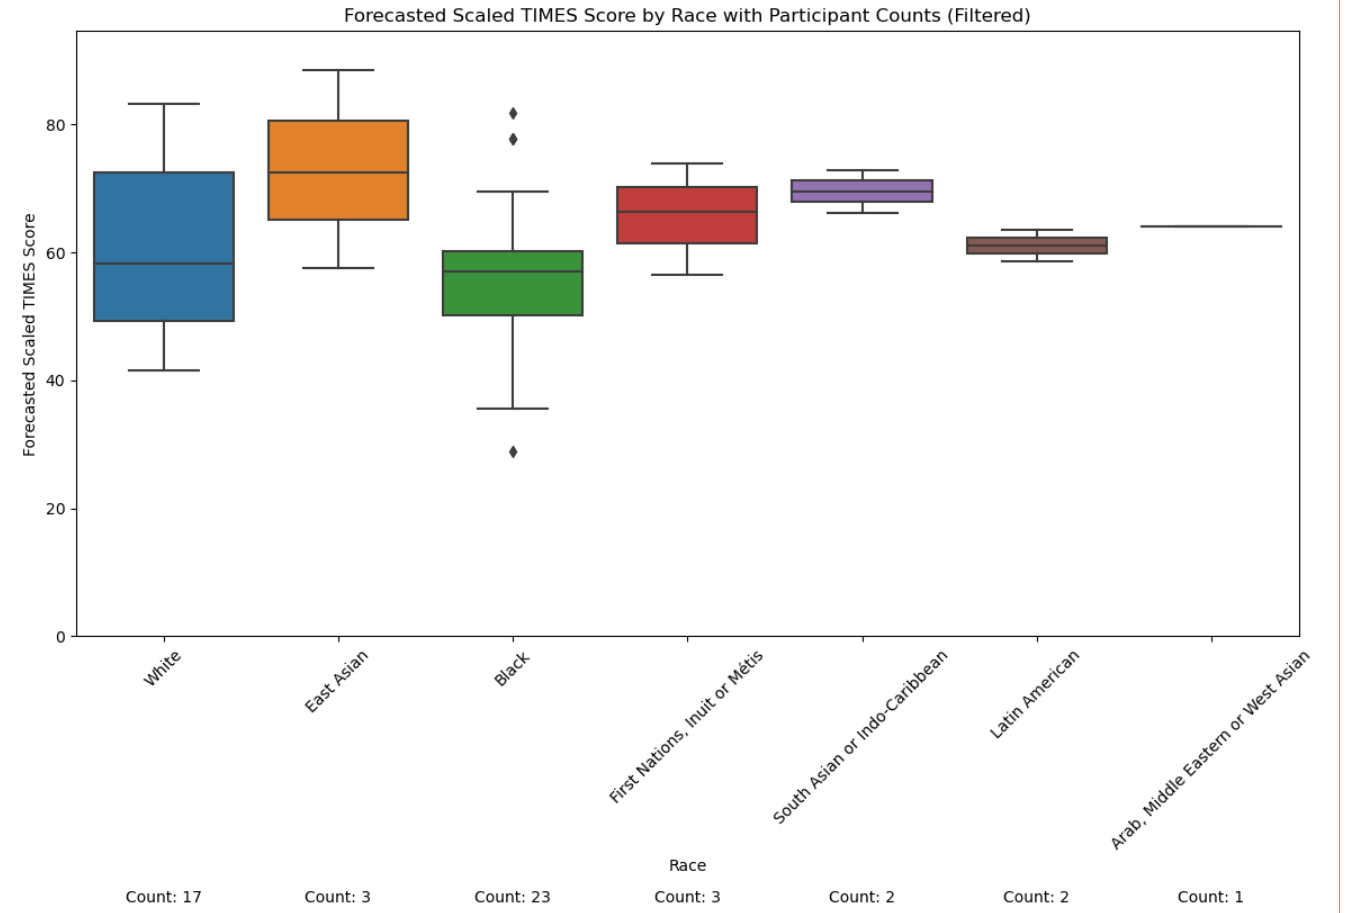 Forecasted Scaled TIMES Score by Race with Participant Counts (Filtered)
Forecasted Scaled TIMES Score
80
60
40
20
0
White
East Asian
Black
First Nations, Inuit or Métis
South Asian or Indo-Caribbean
Latin American
Arab, Middle Eastern or West Asian
Race
Count: 17
Count: 3
Count: 23
Count: 3
Count: 2
Count: 2
Count: 1